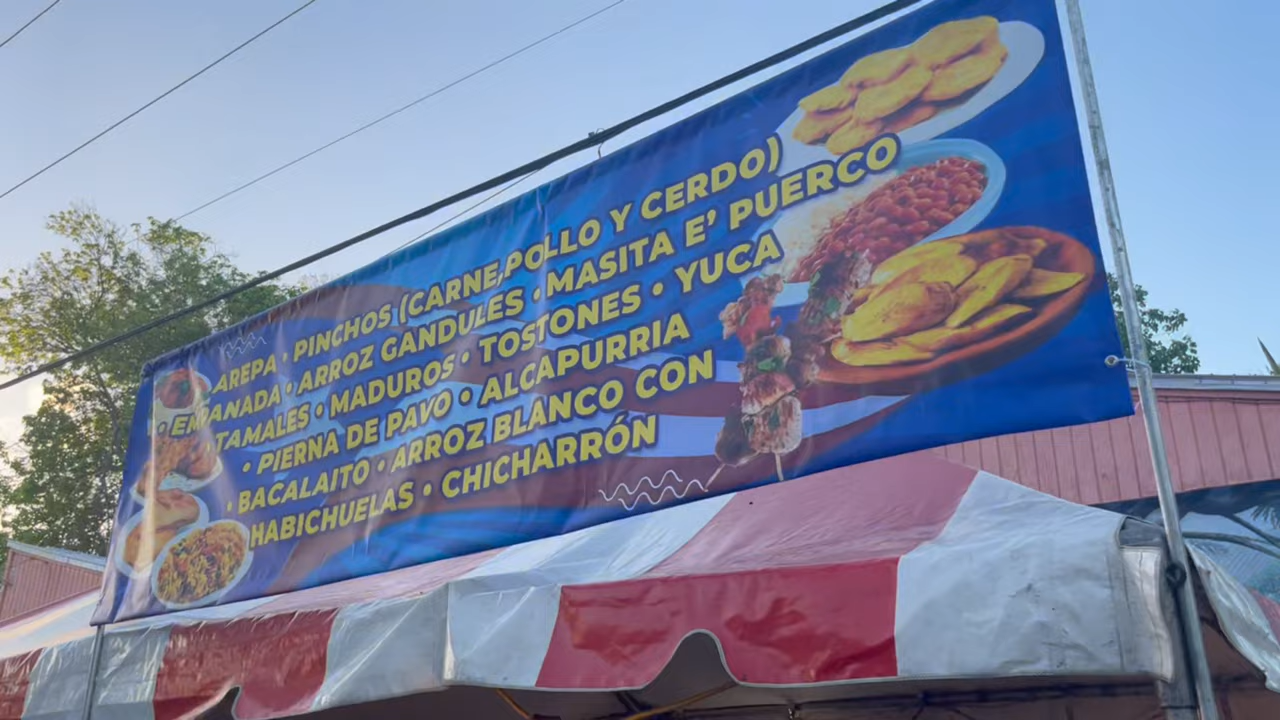 AREPA • PINCHOS (CARNE,POLLO Y CERDO)
• EMPANADA • ARROZ GANDULES • MASITA E’ PUERCO
TAMALES • MADUROS • TOSTONES • YUCA
• PIERNA DE PAVO • ALCAPURRIA
• BACALAITO • ARROZ BLANCO CON
HABICHUELAS • CHICHARRÓN